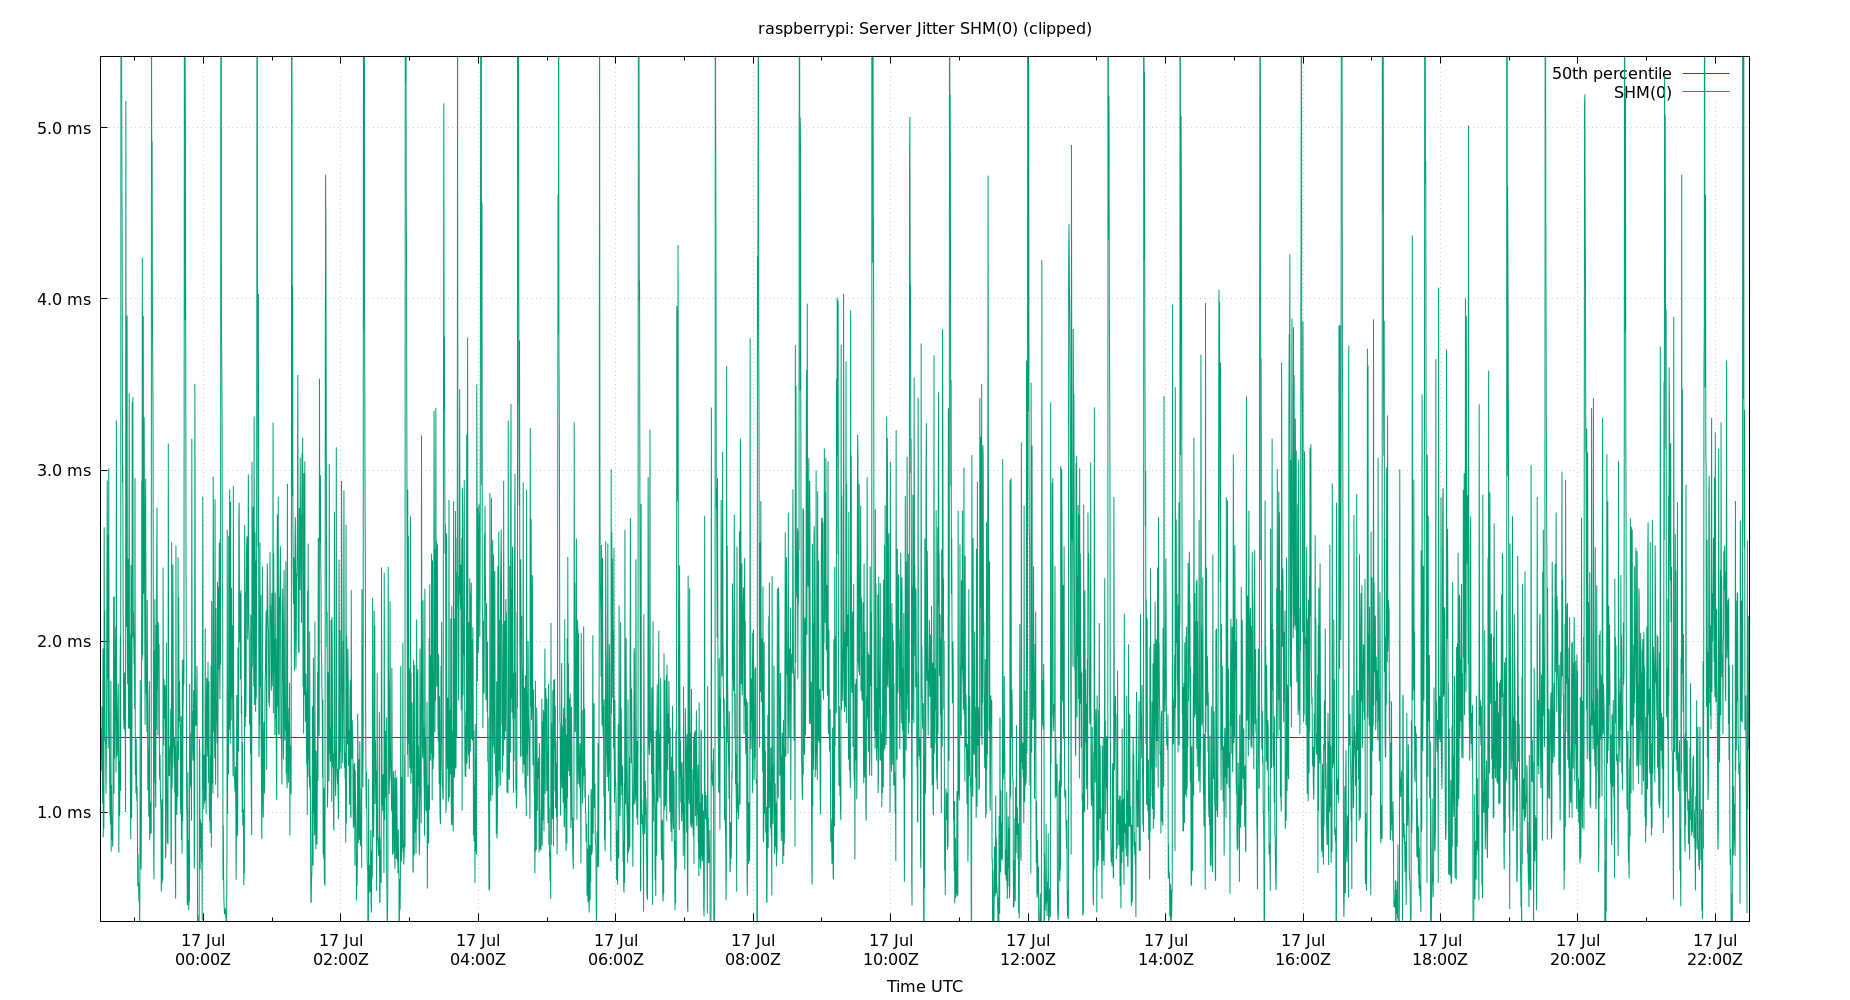 raspberrypi: Server Jitter SHM(0) (clipped)
50th percentile
SHM(0)
5.0 ms
4.0 ms
3.0 ms
2.0 ms
1.0 ms
17 Jul 17 Jul 17 Jul 17 Jul 17 Jul 17 Jul 17 Jul 17 Jul 17 Jul 17 Jul 17 Jul 17 Jul
00:00Z 02:00Z 04:00Z 06:00Z 08:00Z 10:00Z 12:00Z 14:00Z 16:00Z 18:00Z 20:00Z 22:00Z
Time UTC